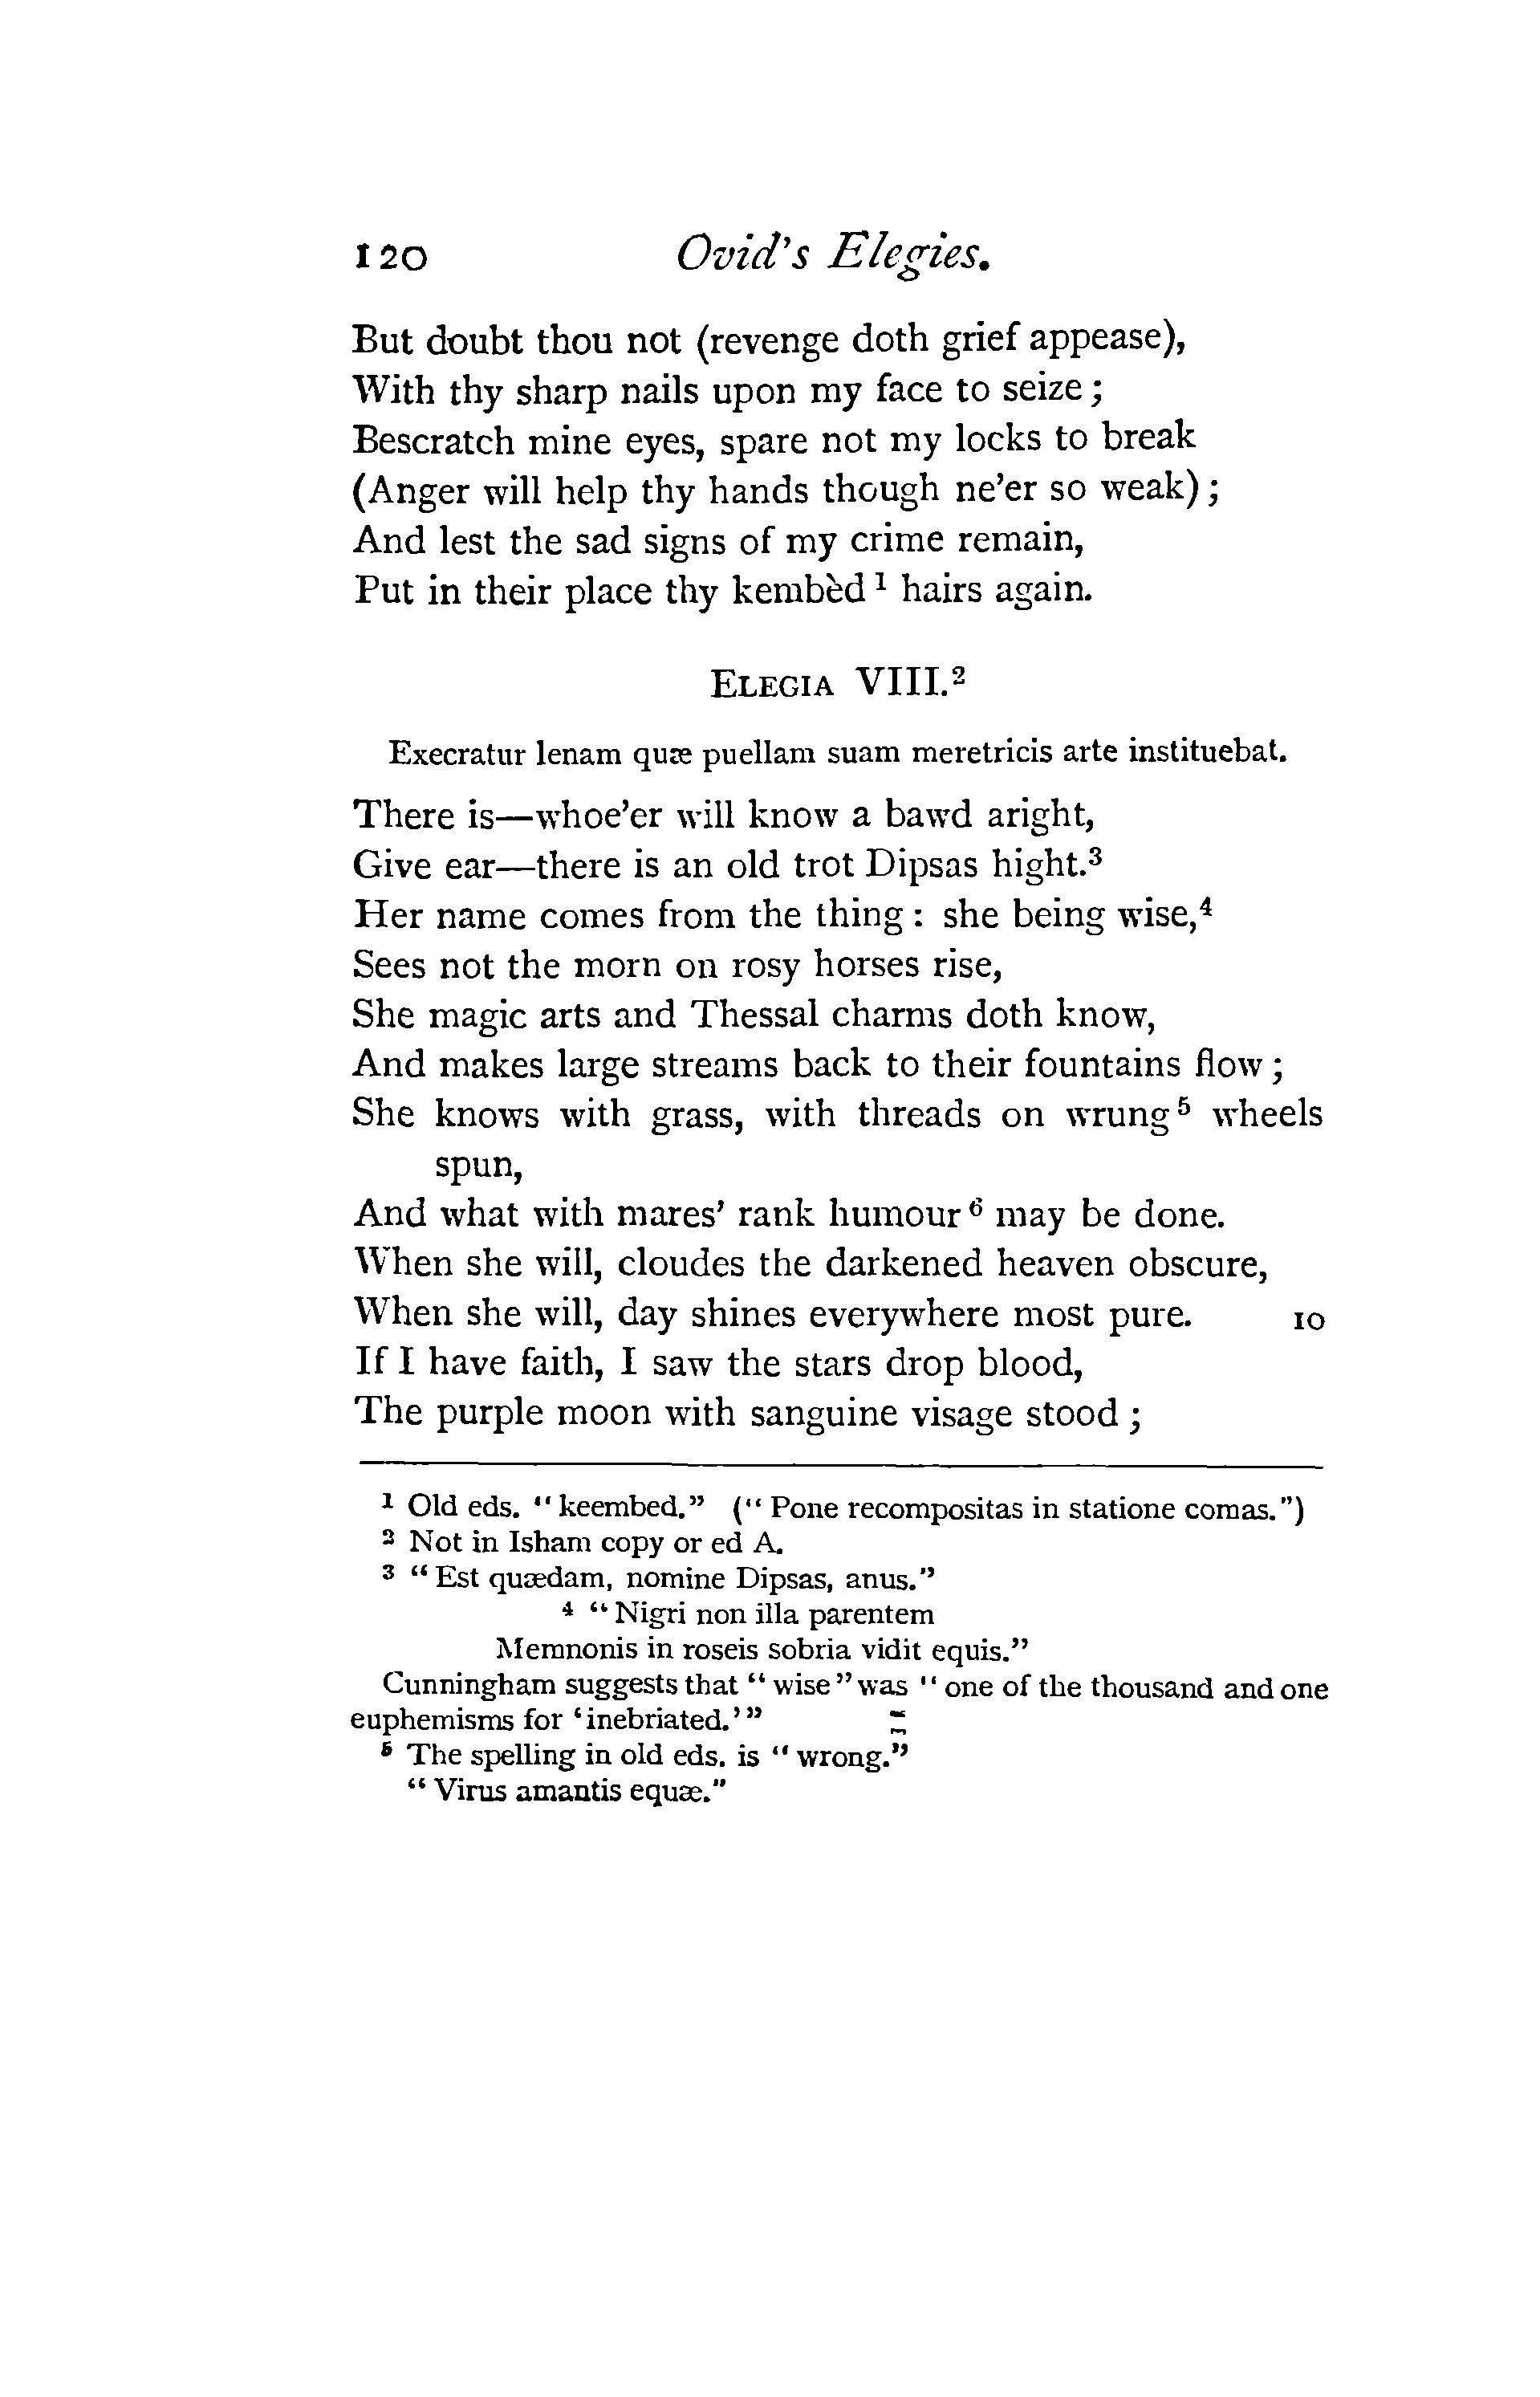 120 Ovid's Elegies.
But doubt thou not (revenge doth grief appease),
With thy sharp nails upon my face to seize;
Bescratch mine eyes, spare not my locks to break
(Anger will help thy hands though ne'er so weak);
And lest the sad signs of my crime remain,
Put in their place thy kembèd¹ hairs again.
ELEGIA VIII.²
Execratur lenam quæ puellam suam meretricis arte instituebat.
There is—whoe'er will know a bawd aright,
Give ear—there is an old trot Dipsas hight.³
Her name comes from the thing: she being wise,⁴
Sees not the morn on rosy horses rise,
She magic arts and Thessal charms doth know,
And makes large streams back to their fountains flow;
She knows with grass, with threads on wrung⁵ wheels
spun,
And what with mares' rank humour⁶ may be done.
When she will, cloudes the darkened heaven obscure,
When she will, day shines everywhere most pure. 10
If I have faith, I saw the stars drop blood,
The purple moon with sanguine visage stood;
¹ Old eds. "keembed." ("Pone recompositas in statione comas.")
² Not in Isham copy or ed A.
³ "Est quædam, nomine Dipsas, anus."
⁴ "Nigri non illa parentem
Memnonis in roseis sobria vidit equis."
Cunningham suggests that "wise" was "one of the thousand and one
euphemisms for 'inebriated.'"
⁵ The spelling in old eds. is "wrong."
"Virus amantis equæ."